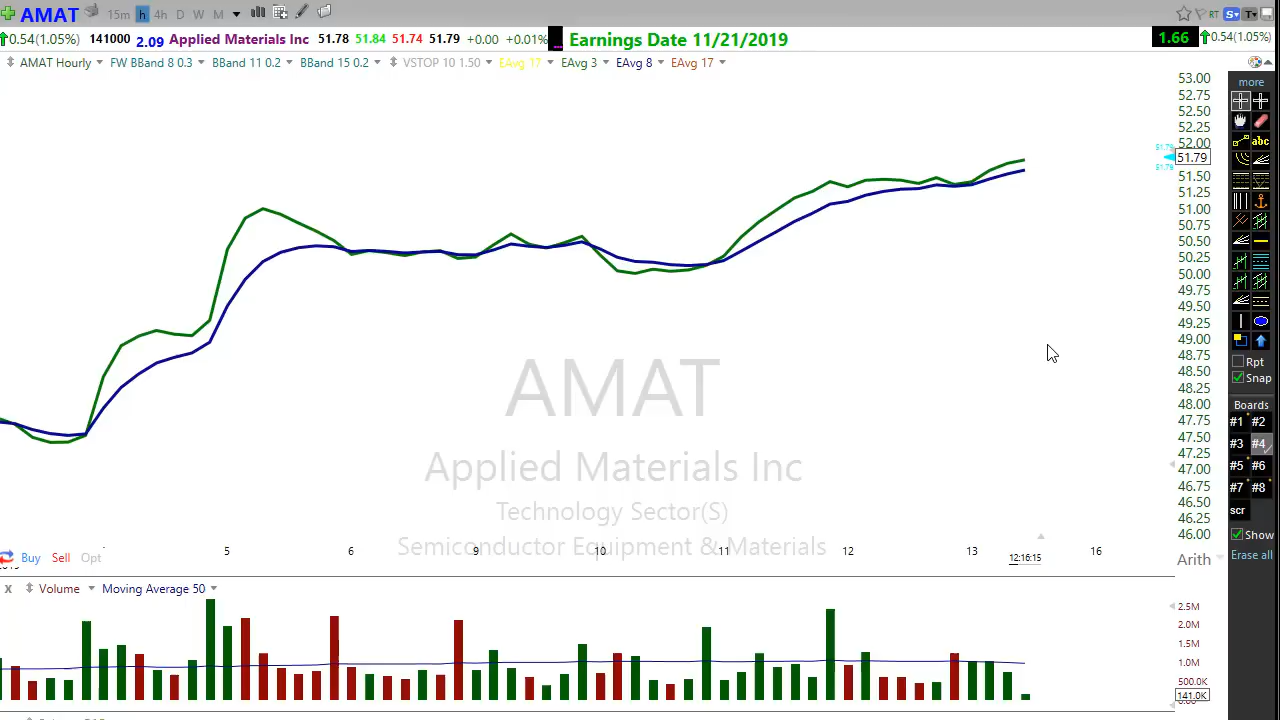 AMAT 15m h 4h D W M
0.54(1.05%) 141000 2.09 Applied Materials Inc 51.78 51.84 51.74 51.79 +0.00 +0.01% Earnings Date 11/21/2019 1.66 0.54(1.05%)
RT S T
AMAT Hourly FW BBand 8 0.3 BBand 11 0.2 BBand 15 0.2 VSTOP 10 1.50 EAvg 17 EAvg 3 EAvg 8 EAvg 17
53.00
52.75
52.50
52.25
52.00
51.79
51.79
51.79
51.50
51.25
51.00
50.75
50.50
50.25
50.00
49.75
49.50
49.25
49.00
48.75
48.50
48.25
48.00
47.75
47.50
47.25
47.00
46.75
46.50
46.25
46.00
Arith
AMAT
Applied Materials Inc
Technology Sector(S)
Semiconductor Equipment & Materials
5 6 9 10 11 12 13 16
12:16:15
Buy Sell Opt
X Volume Moving Average 50
2.5M
2.0M
1.5M
1.0M
500.0K
141.0K
more
abc
Rpt
Snap
Boards
#1 #2
#3 #4
#5 #6
#7 #8
scr
Show
Erase all